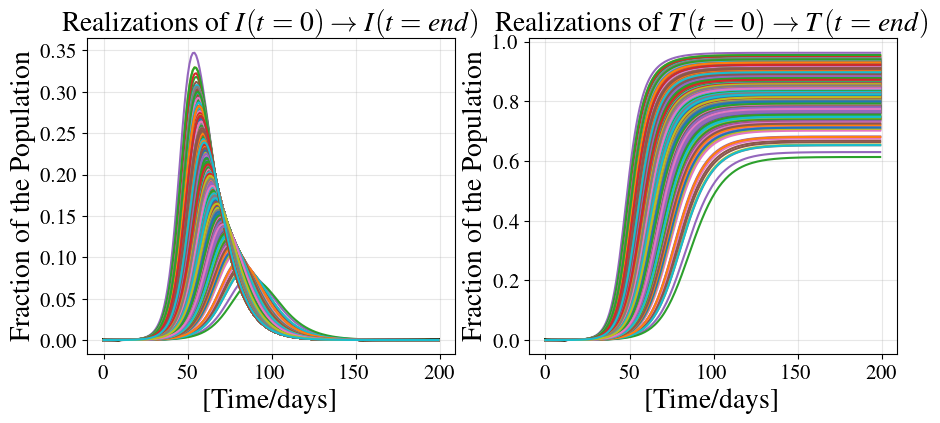 Realizations of I(t = 0) → I(t = end)
Fraction of the Population
0.35
0.30
0.25
0.20
0.15
0.10
0.05
0.00
0 50 100 150 200
[Time/days]
Realizations of T(t = 0) → T(t = end)
Fraction of the Population
1.0
0.8
0.6
0.4
0.2
0.0
0 50 100 150 200
[Time/days]